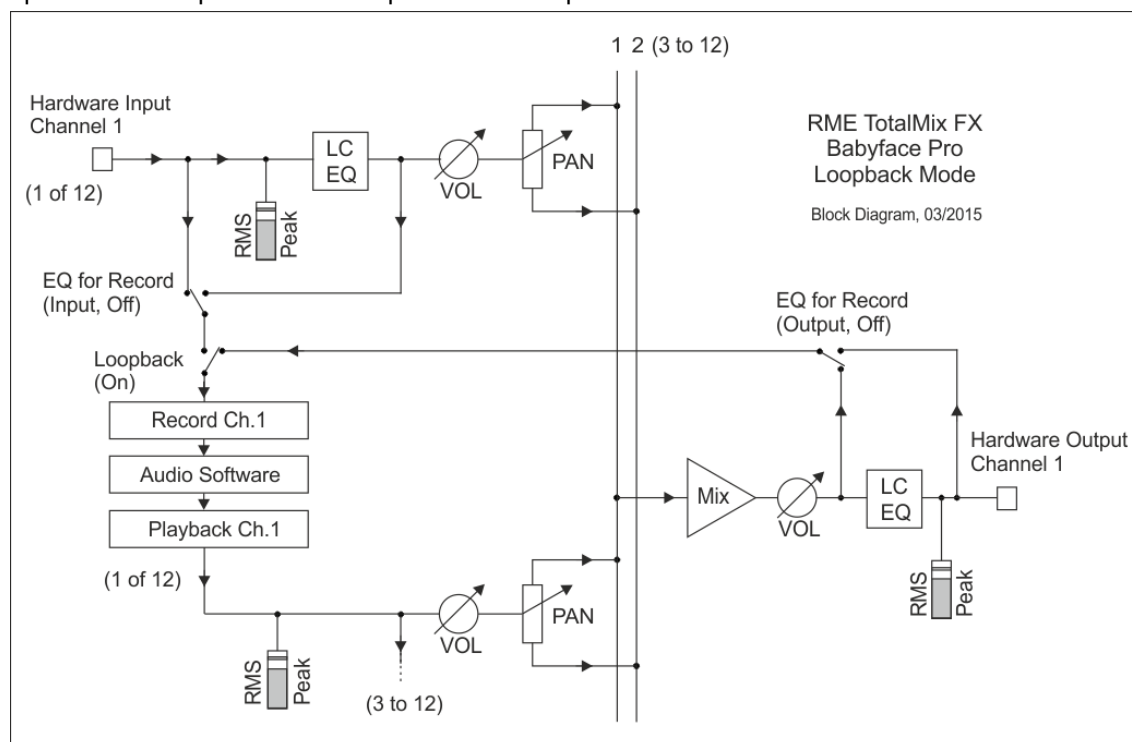 1 2 (3 to 12)
Hardware Input
Channel 1
(1 of 12)
LC
EQ
VOL
PAN
RMS
Peak
RME TotalMix FX
Babyface Pro
Loopback Mode
Block Diagram, 03/2015
EQ for Record
(Input, Off)
EQ for Record
(Output, Off)
Loopback
(On)
Record Ch.1
Audio Software
Playback Ch.1
(1 of 12)
Hardware Output
Channel 1
Mix
VOL
LC
EQ
RMS
Peak
VOL
PAN
RMS
Peak
(3 to 12)